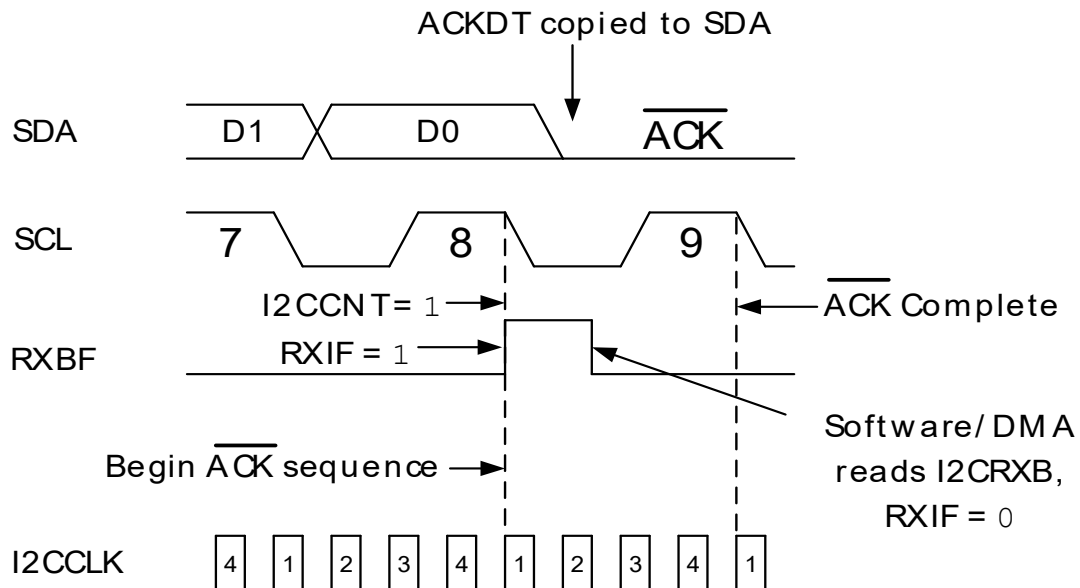 ACKDT copied to SDA
SDA D1 D0 ACK
SCL 7 8 9
I2CCNT= 1
ACK Complete
RXIF = 1
RXBF
Software/DMA
reads I2CRXB,
RXIF = 0
Begin ACK sequence
I2CCLK 4 1 2 3 4 1 2 3 4 1